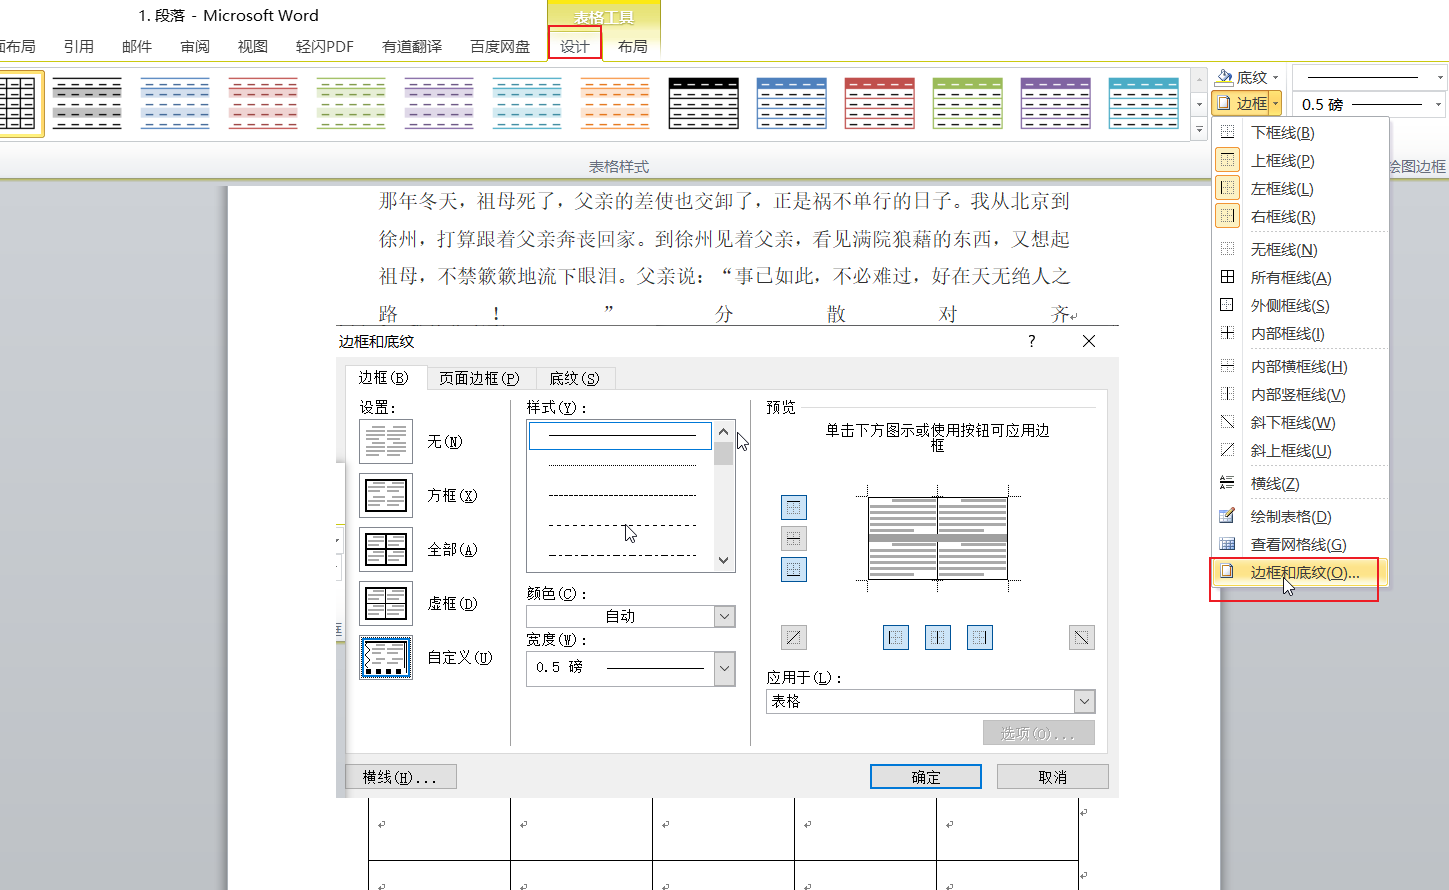 1. 段落 - Microsoft Word
表格工具
面布局 引用 邮件 审阅 视图 轻闪PDF 有道翻译 百度网盘 设计 布局
底纹
边框 0.5 磅
表格样式
绘图边框
下框线(B)
上框线(P)
左框线(L)
右框线(R)
无框线(N)
所有框线(A)
外侧框线(S)
内部框线(I)
内部横框线(H)
内部竖框线(V)
斜下框线(W)
斜上框线(U)
横线(Z)
绘制表格(D)
查看网格线(G)
边框和底纹(O)...
那年冬天，祖母死了，父亲的差使也交卸了，正是祸不单行的日子。我从北京到
徐州，打算跟着父亲奔丧回家。到徐州见着父亲，看见满院狼藉的东西，又想起
祖母，不禁簌簌地流下眼泪。父亲说：“事已如此，不必难过，好在天无绝人之
路！”分散对齐
边框和底纹 ?
边框(B) 页面边框(P) 底纹(S)
设置:
无(N)
方框(X)
全部(A)
虚框(D)
自定义(U)
样式(Y):
颜色(C):
自动
宽度(W):
0.5 磅
预览
单击下方图示或使用按钮可应用边
框
应用于(L):
表格
选项(O)...
横线(H)... 确定 取消
框